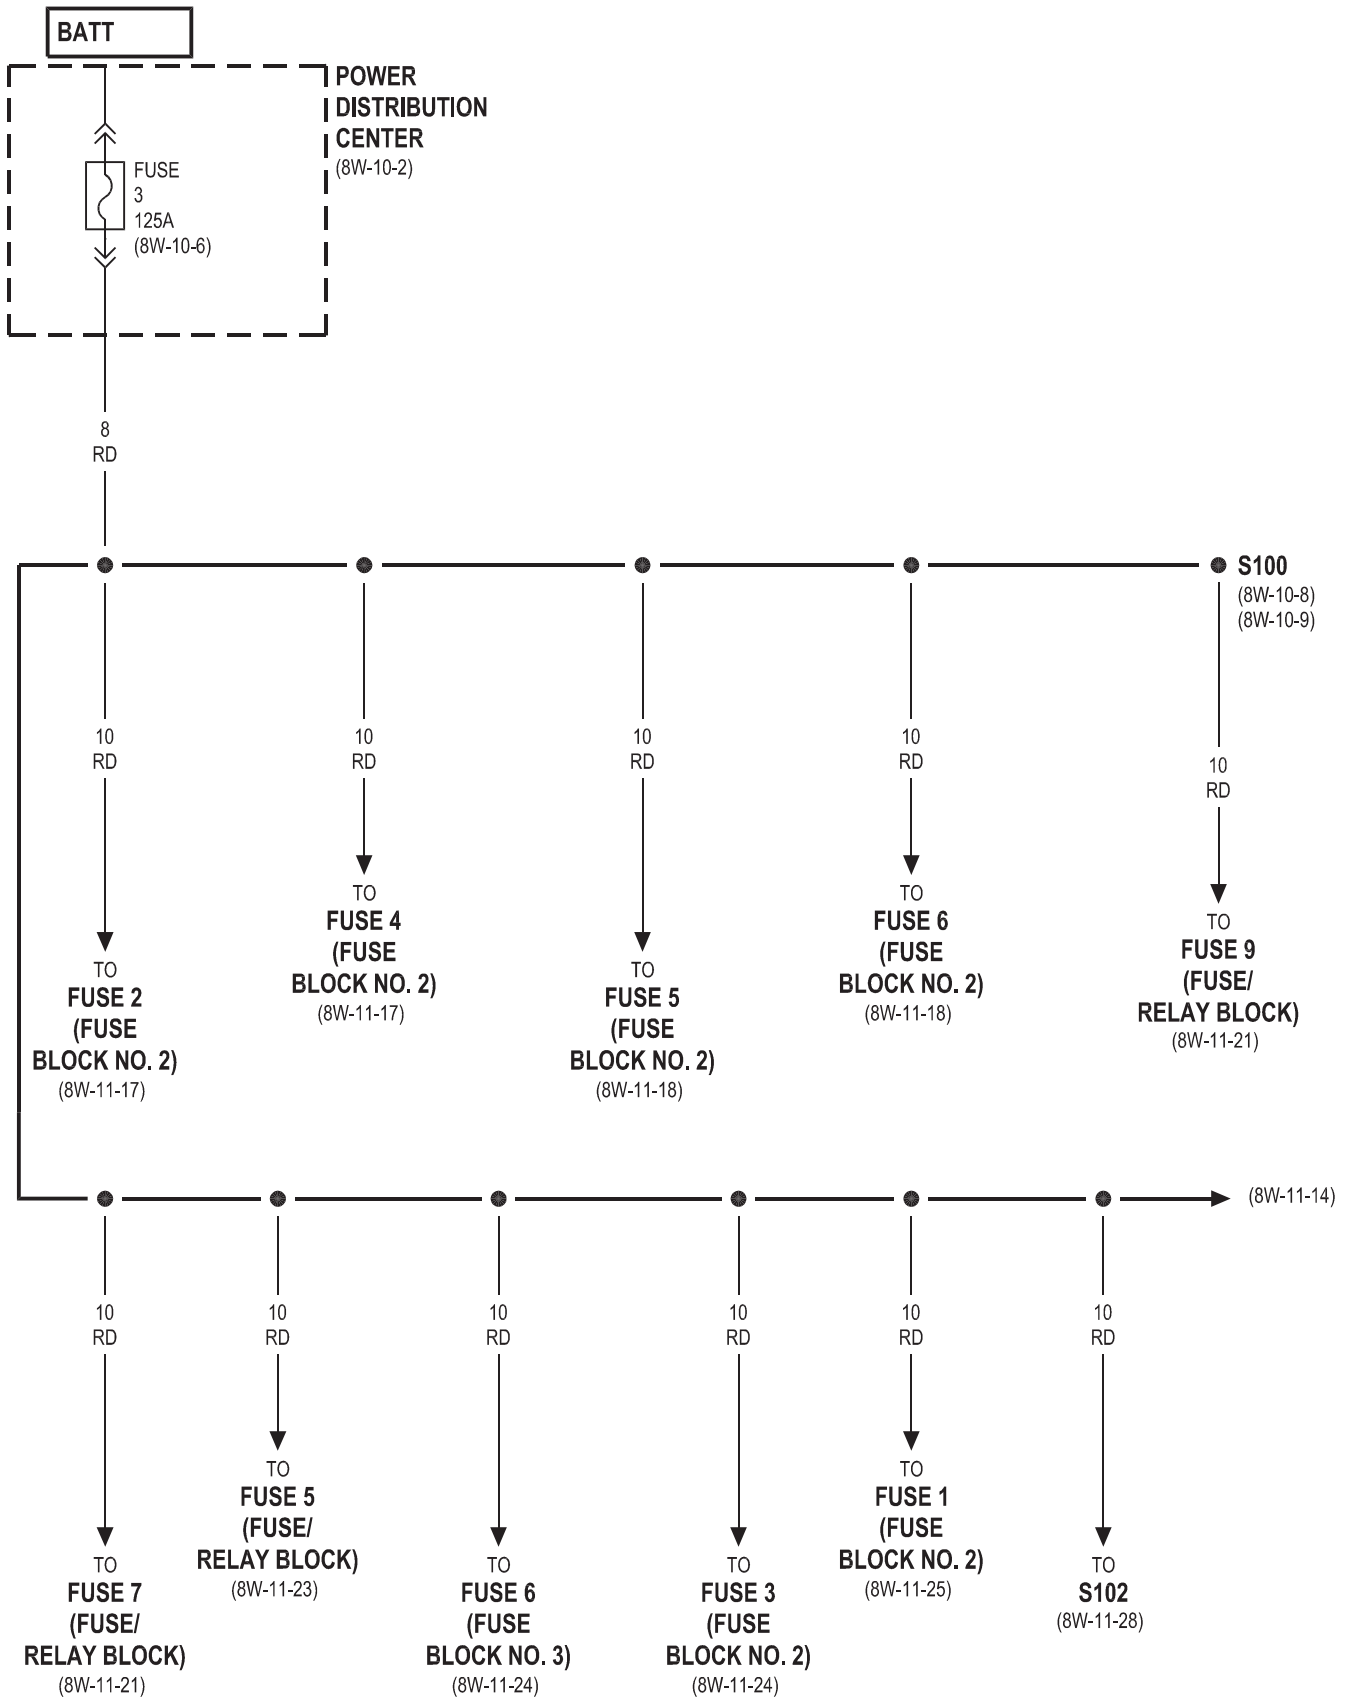 BATT
POWER
DISTRIBUTION
CENTER
(8W-10-2)
FUSE
3
125A
(8W-10-6)
8
RD
S100
(8W-10-8)
(8W-10-9)
10
RD
TO
FUSE 2
(FUSE
BLOCK NO. 2)
(8W-11-17)
10
RD
TO
FUSE 4
(FUSE
BLOCK NO. 2)
(8W-11-17)
10
RD
TO
FUSE 5
(FUSE
BLOCK NO. 2)
(8W-11-18)
10
RD
TO
FUSE 6
(FUSE
BLOCK NO. 2)
(8W-11-18)
10
RD
TO
FUSE 9
(FUSE/
RELAY BLOCK)
(8W-11-21)
(8W-11-14)
10
RD
TO
FUSE 7
(FUSE/
RELAY BLOCK)
(8W-11-21)
10
RD
TO
FUSE 5
(FUSE/
RELAY BLOCK)
(8W-11-23)
10
RD
TO
FUSE 6
(FUSE
BLOCK NO. 3)
(8W-11-24)
10
RD
TO
FUSE 3
(FUSE
BLOCK NO. 2)
(8W-11-24)
10
RD
TO
FUSE 1
(FUSE
BLOCK NO. 2)
(8W-11-25)
10
RD
TO
S102
(8W-11-28)